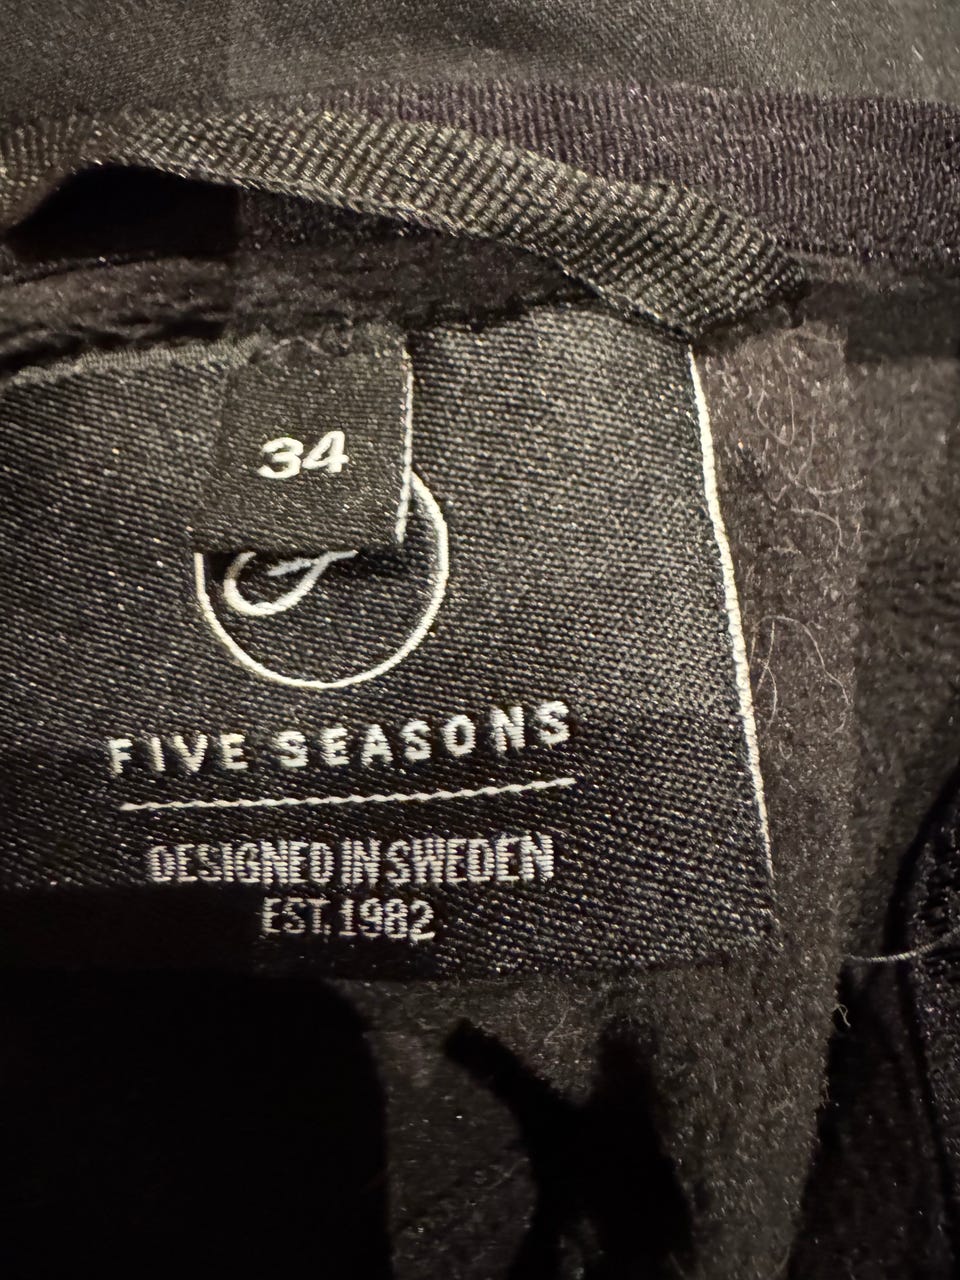 34
FIVE SEASONS
DESIGNED IN SWEDEN
EST.1982